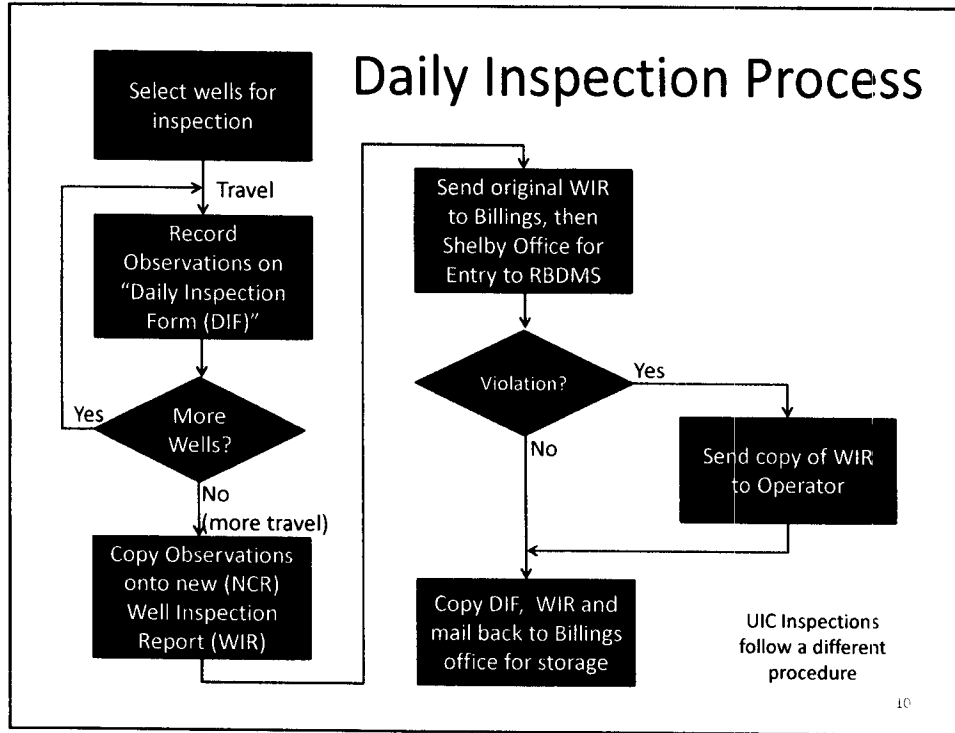 Daily Inspection Process
Select wells for
inspection
Travel
Record
Observations on
“Daily Inspection
Form (DIF)”
Yes
More
Wells?
No
(more travel)
Copy Observations
onto new (NCR)
Well Inspection
Report (WIR)
Send original WIR
to Billings, then
Shelby Office for
Entry to RBDMS
Violation?
Yes
No
Send copy of WIR
to Operator
Copy DIF, WIR and
mail back to Billings
office for storage
UIC Inspections
follow a different
procedure
10